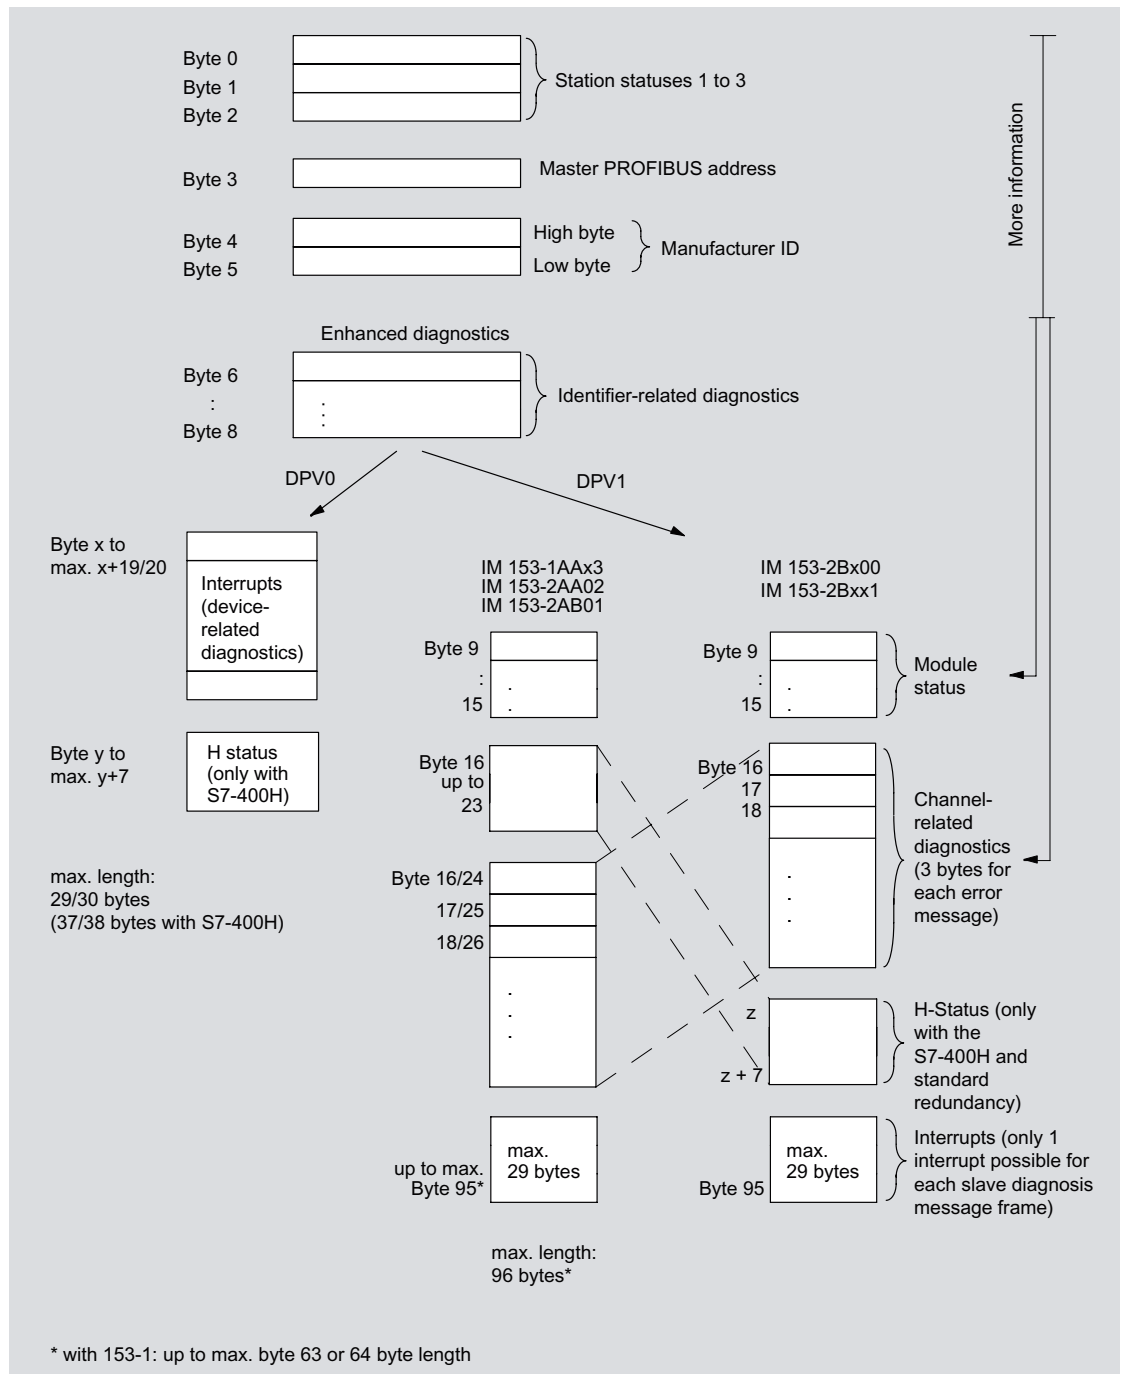 Byte 0
Byte 1
Byte 2
Station statuses 1 to 3
More information
Byte 3
Master PROFIBUS address
Byte 4
Byte 5
High byte
Low byte
Manufacturer ID
Enhanced diagnostics
Byte 6
:
Byte 8
Identifier-related diagnostics
DPV0
DPV1
Byte x to
max. x+19/20
Interrupts
(device-
related
diagnostics)
Byte y to
max. y+7
H status
(only with
S7-400H)
max. length:
29/30 bytes
(37/38 bytes with S7-400H)
IM 153-1AAx3
IM 153-2AA02
IM 153-2AB01
Byte 9
:
15
Byte 16
up to
23
Byte 16/24
17/25
18/26
up to max.
Byte 95*
max.
29 bytes
max. length:
96 bytes*
IM 153-2Bx00
IM 153-2Bxx1
Byte 9
:
15
Module
status
Byte 16
17
18
Channel-
related
diagnostics
(3 bytes for
each error
message)
z
z + 7
H-Status (only
with the
S7-400H and
standard
redundancy)
Byte 95
max.
29 bytes
Interrupts (only 1
interrupt possible for
each slave diagnosis
message frame)
* with 153-1: up to max. byte 63 or 64 byte length